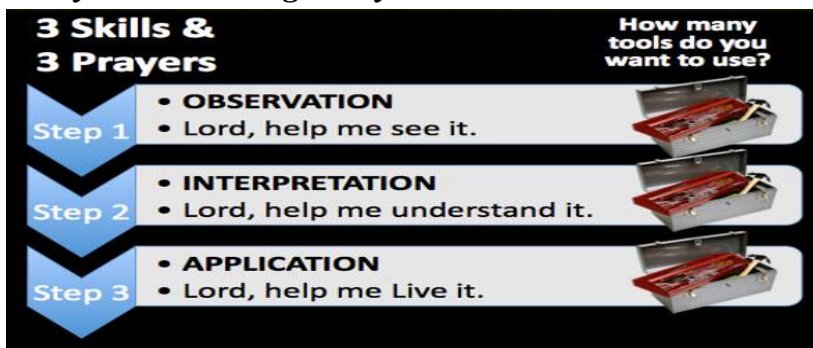 3 Skills &
3 Prayers
How many
tools do you
want to use?
Step 1
• OBSERVATION
• Lord, help me see it.
Step 2
• INTERPRETATION
• Lord, help me understand it.
Step 3
• APPLICATION
• Lord, help me Live it.